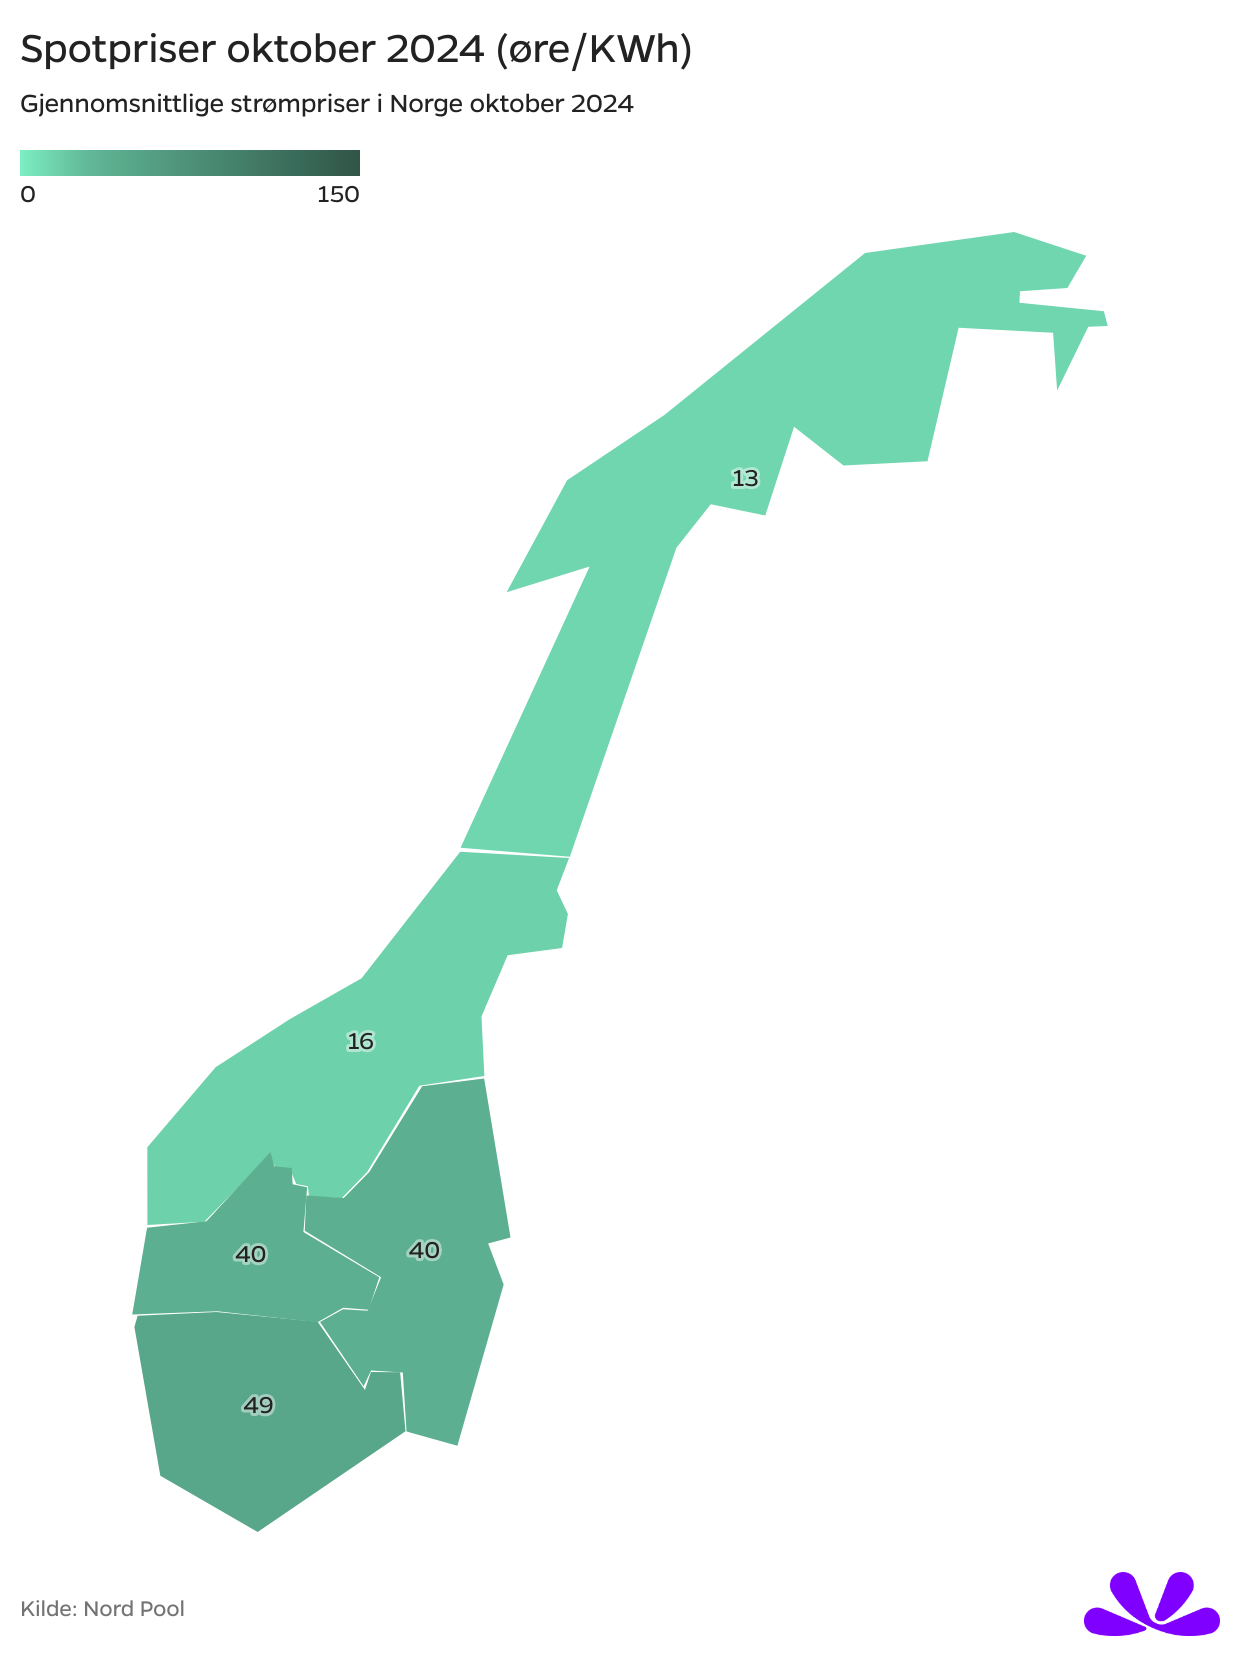 Spotpriser oktober 2024 (øre/KWh)
Gjennomsnittlige strømpriser i Norge oktober 2024
0 150
13
16
40 40
49
Kilde: Nord Pool